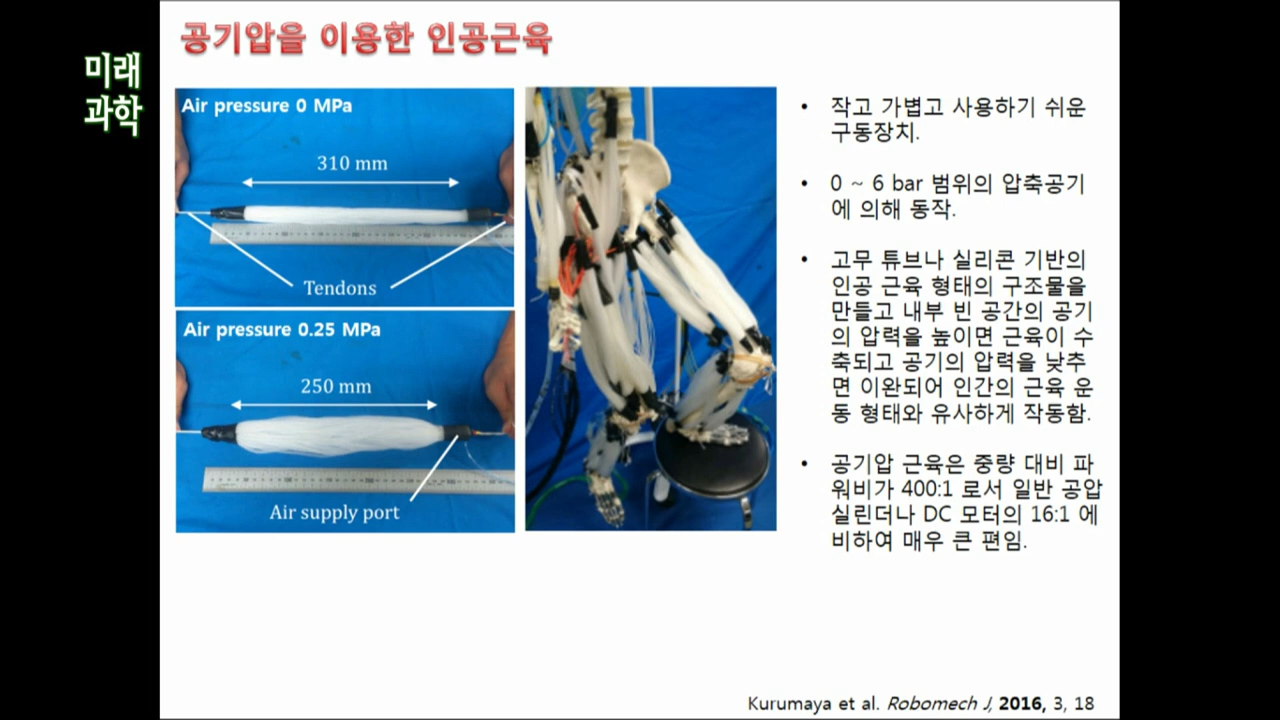 공기압을 이용한 인공근육
미래
과학
Air pressure 0 MPa
310 mm
Tendons
Air pressure 0.25 MPa
250 mm
Air supply port
• 작고 가볍고 사용하기 쉬운
구동장치.
• 0 ~ 6 bar 범위의 압축공기
에 의해 동작.
• 고무 튜브나 실리콘 기반의
인공 근육 형태의 구조물을
만들고 내부 빈 공간의 공기
의 압력을 높이면 근육이 수
축되고 공기의 압력을 낮추
면 이완되어 인간의 근육 운
동 형태와 유사하게 작동함.
• 공기압 근육은 중량 대비 파
워비가 400:1 로서 일반 공압
실린더나 DC 모터의 16:1 에
비하여 매우 큰 편임.
Kurumaya et al. Robomech J, 2016, 3, 18